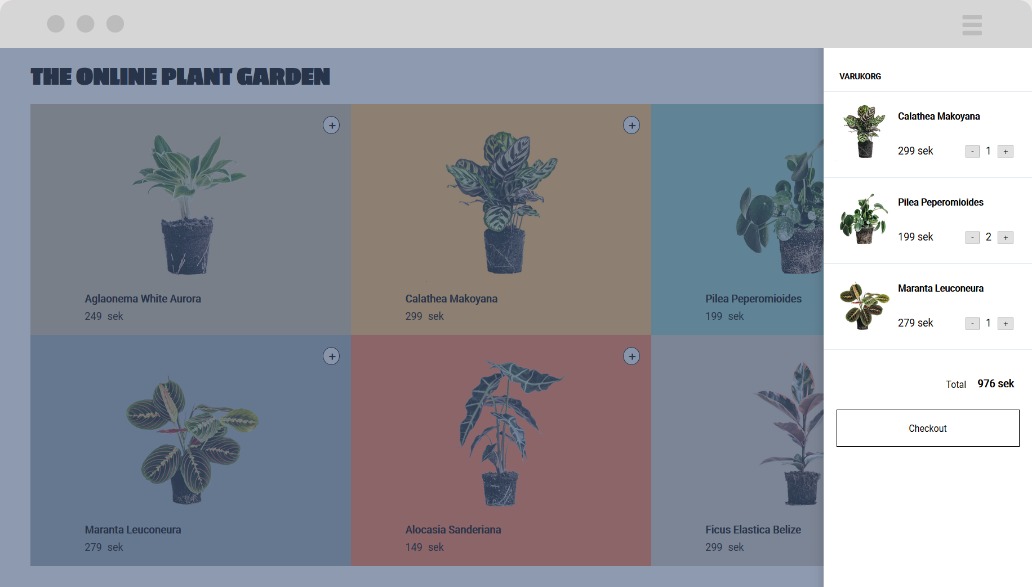 THE ONLINE PLANT GARDEN
+
Aglaonema White Aurora
249 sek
+
Calathea Makoyana
299 sek
Pilea Peperomioides
199 sek
+
Maranta Leuconeura
279 sek
+
Alocasia Sanderiana
149 sek
Ficus Elastica Belize
299 sek
VARUKORG
Calathea Makoyana
299 sek - 1 +
Pilea Peperomioides
199 sek - 2 +
Maranta Leuconeura
279 sek - 1 +
Total 976 sek
Checkout